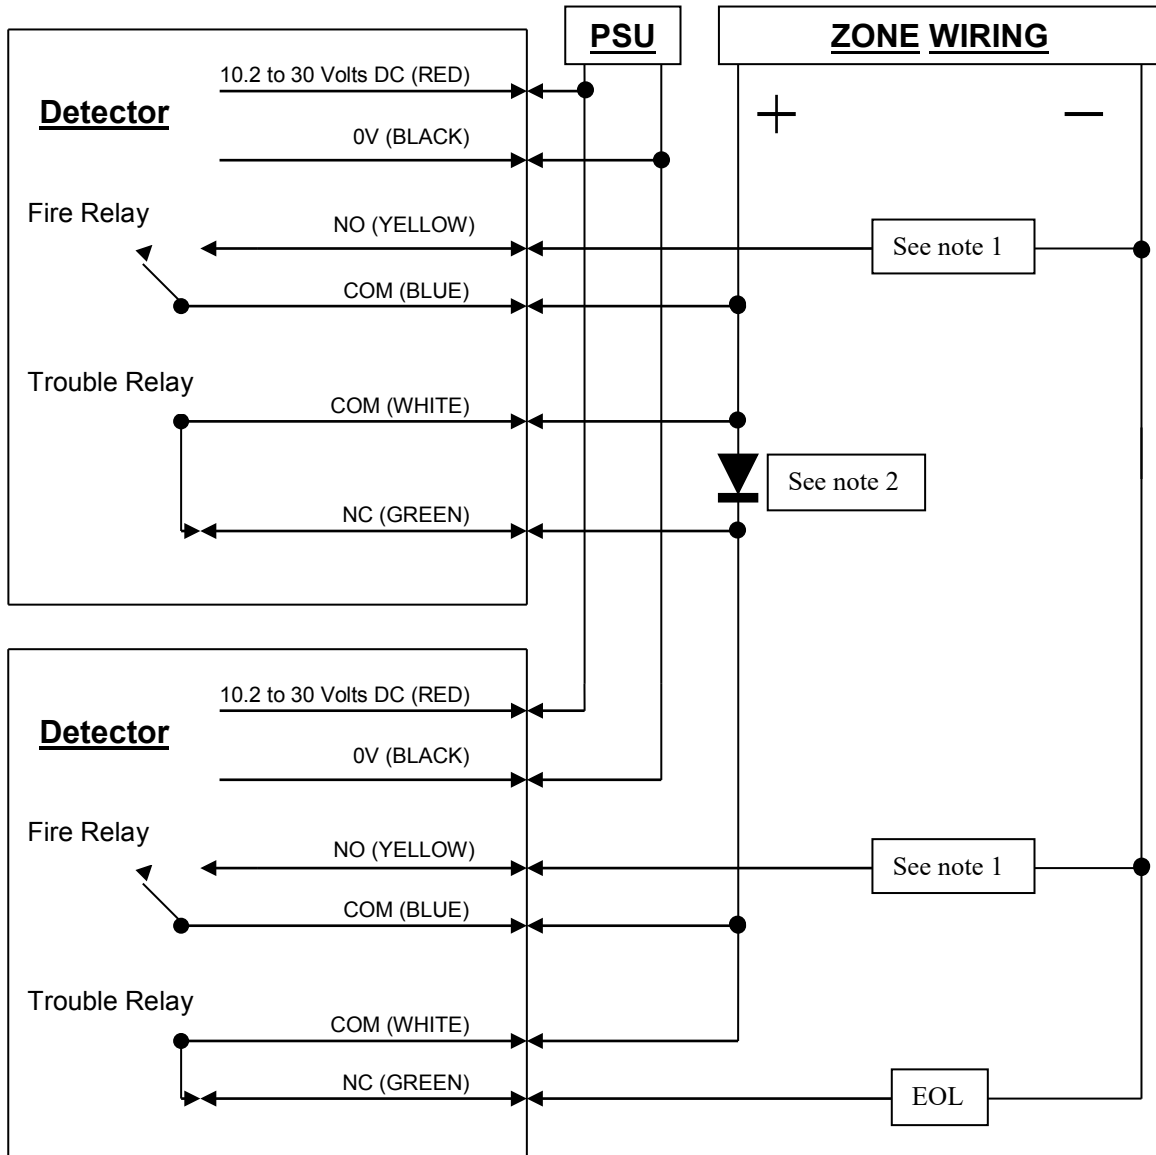 PSU
ZONE WIRING
+
−
Detector
10.2 to 30 Volts DC (RED)
0V (BLACK)
Fire Relay
NO (YELLOW)
See note 1
COM (BLUE)
Trouble Relay
COM (WHITE)
See note 2
NC (GREEN)
Detector
10.2 to 30 Volts DC (RED)
0V (BLACK)
Fire Relay
NO (YELLOW)
See note 1
COM (BLUE)
Trouble Relay
COM (WHITE)
NC (GREEN)
EOL